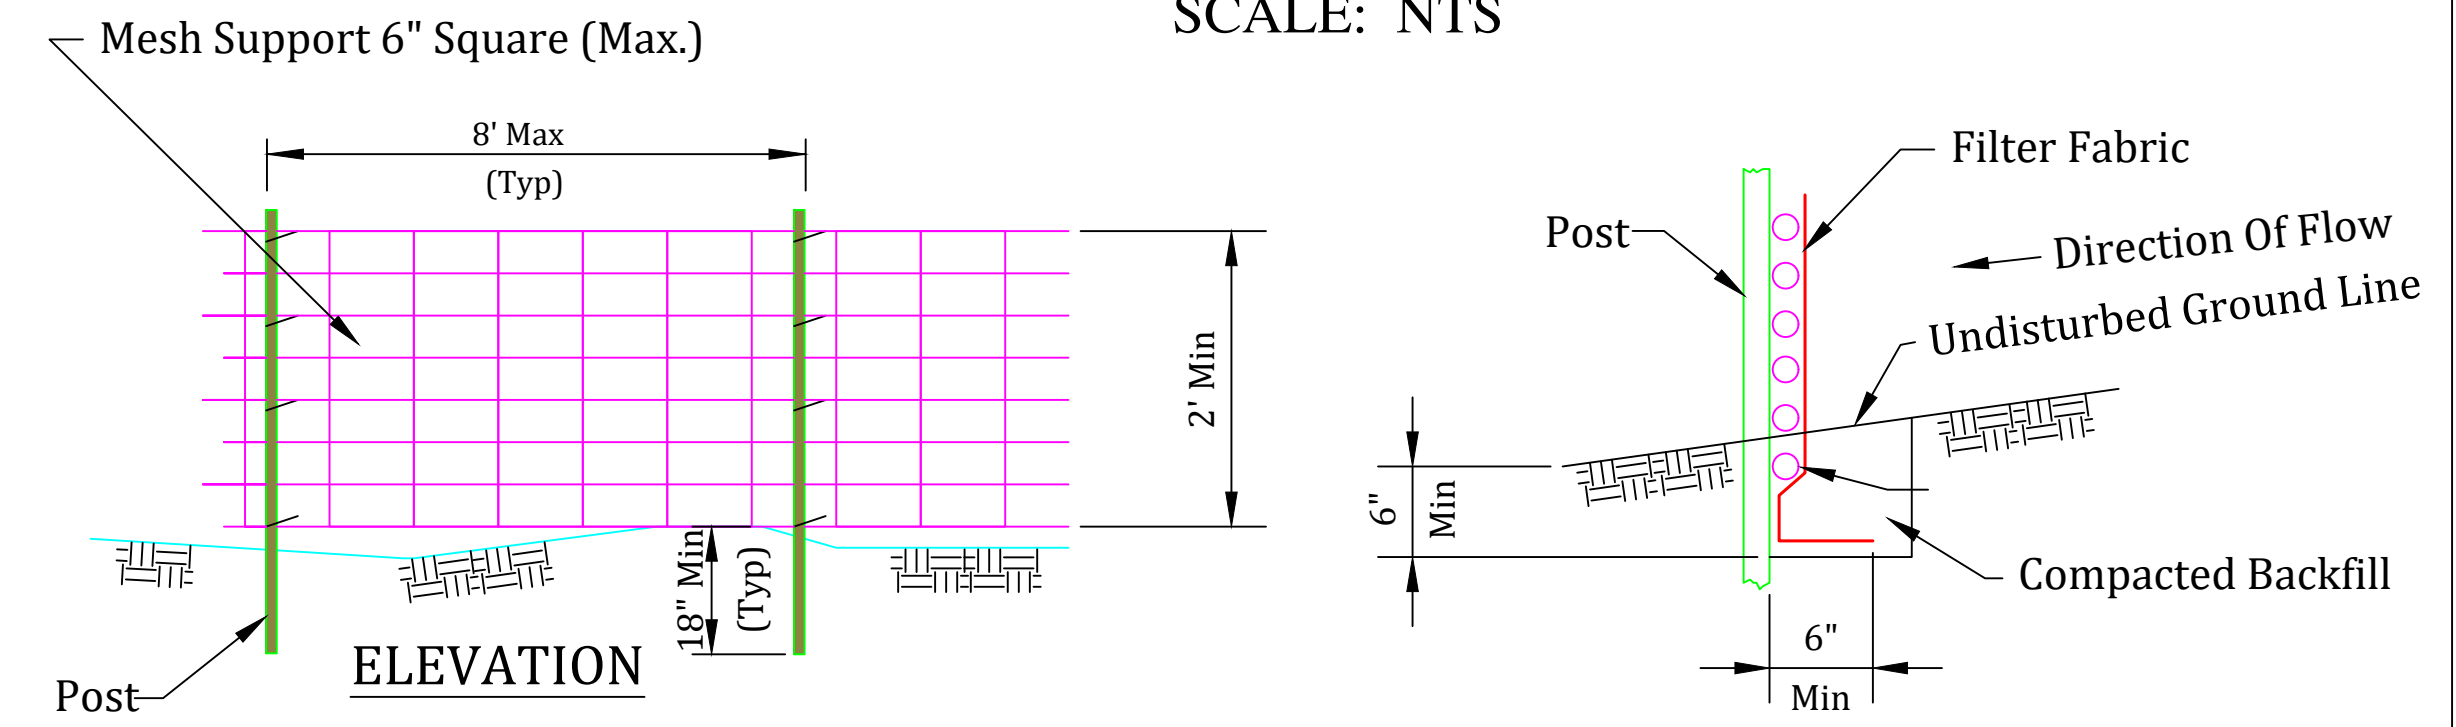 SCALE: NTS
Mesh Support 6" Square (Max.)
8' Max
(Typ)
2' Min
18" Min
(Typ)
ELEVATION
Post
Filter Fabric
Post
Direction Of Flow
Undisturbed Ground Line
6"
Min
Compacted Backfill
6"
Min